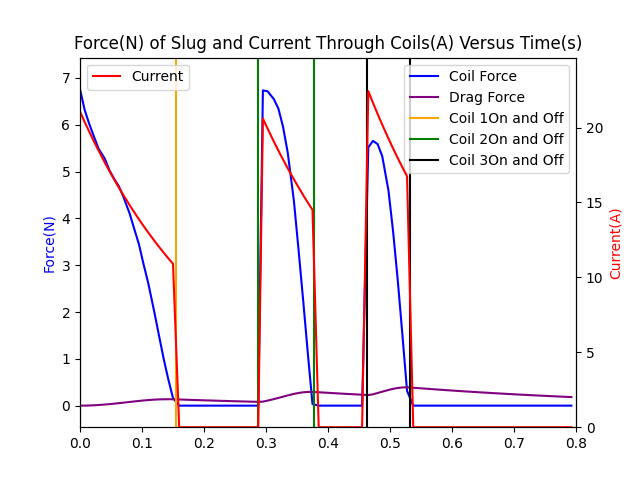 Force(N) of Slug and Current Through Coils(A) Versus Time(s)
Current
Coil Force
Drag Force
Coil 1On and Off
Coil 2On and Off
Coil 3On and Off
Force(N)
7
6
5
4
3
2
1
0
Current(A)
20
15
10
5
0
0.0 0.1 0.2 0.3 0.4 0.5 0.6 0.7 0.8